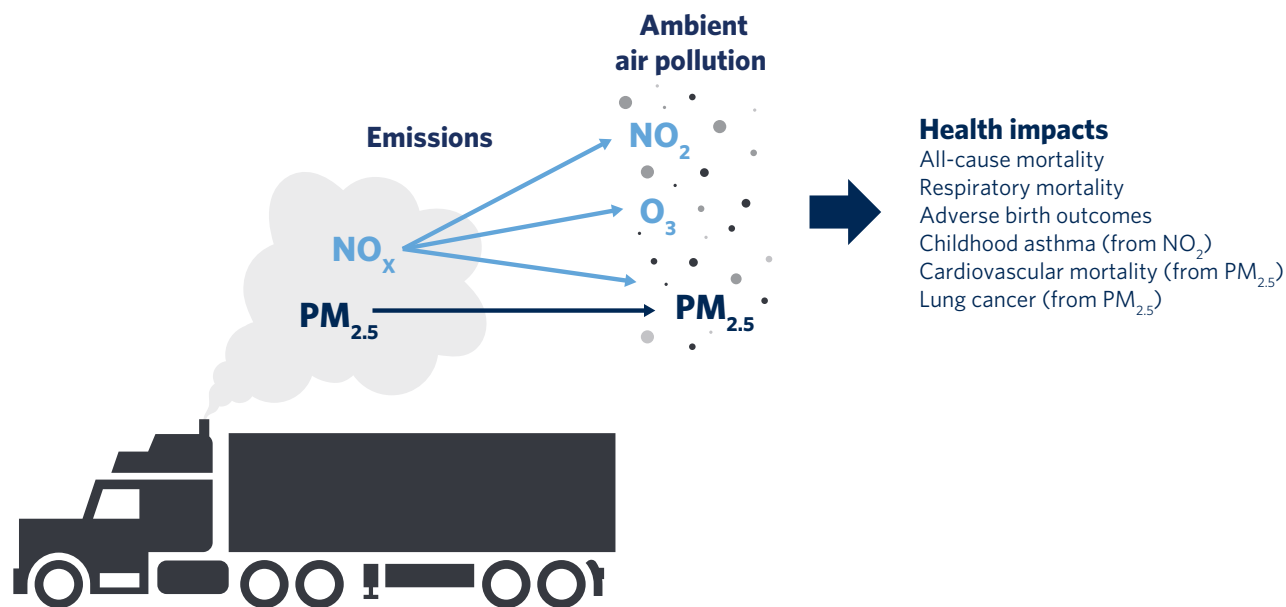 Ambient
air pollution
Emissions
NO₂
O₃
NOₓ
PM₂.₅
PM₂.₅
Health impacts
All-cause mortality
Respiratory mortality
Adverse birth outcomes
Childhood asthma (from NO₂)
Cardiovascular mortality (from PM₂.₅)
Lung cancer (from PM₂.₅)